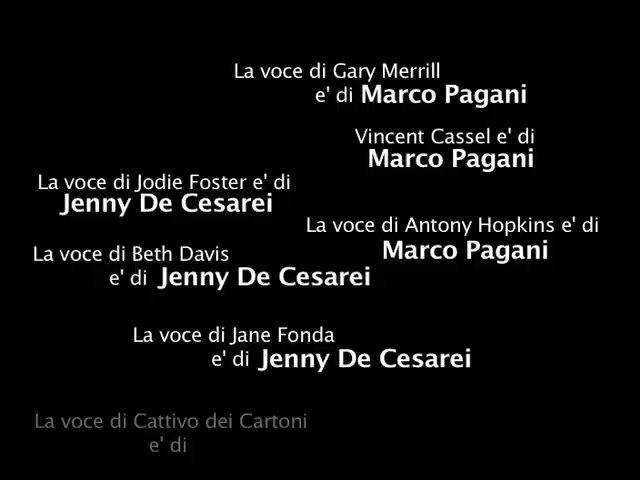 La voce di Gary Merrill
e' di Marco Pagani
Vincent Cassel e' di
Marco Pagani
La voce di Jodie Foster e' di
Jenny De Cesarei
La voce di Antony Hopkins e' di
Marco Pagani
La voce di Beth Davis
e' di Jenny De Cesarei
La voce di Jane Fonda
e' di Jenny De Cesarei
La voce di Cattivo dei Cartoni
e' di